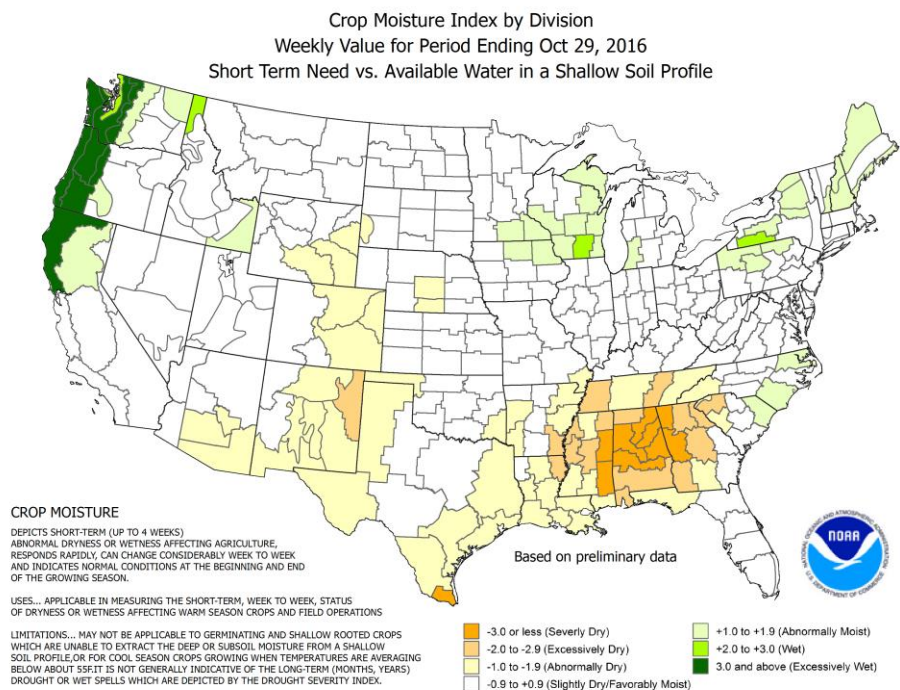 Crop Moisture Index by Division
Weekly Value for Period Ending Oct 29, 2016
Short Term Need vs. Available Water in a Shallow Soil Profile
CROP MOISTURE
DEPICTS SHORT-TERM (UP TO 4 WEEKS)
ABNORMAL DRYNESS OR WETNESS AFFECTING AGRICULTURE,
RESPONDS RAPIDLY, CAN CHANGE CONSIDERABLY WEEK TO WEEK
AND INDICATES NORMAL CONDITIONS AT THE BEGINNING AND END
OF THE GROWING SEASON.
USES... APPLICABLE IN MEASURING THE SHORT-TERM, WEEK TO WEEK, STATUS
OF DRYNESS OR WETNESS AFFECTING WARM SEASON CROPS AND FIELD OPERATIONS
LIMITATIONS... MAY NOT BE APPLICABLE TO GERMINATING AND SHALLOW ROOTED CROPS
WHICH ARE UNABLE TO EXTRACT THE DEEP OR SUBSOIL MOISTURE FROM A SHALLOW
SOIL PROFILE,OR FOR COOL SEASON CROPS GROWING WHEN TEMPERATURES ARE AVERAGING
BELOW ABOUT 55F.IT IS NOT GENERALLY INDICATIVE OF THE LONG-TERM (MONTHS, YEARS)
DROUGHT OR WET SPELLS WHICH ARE DEPICTED BY THE DROUGHT SEVERITY INDEX.
Based on preliminary data
NATIONAL OCEANIC AND ATMOSPHERIC ADMINISTRATION
NOAA
U.S. DEPARTMENT OF COMMERCE
-3.0 or less (Severly Dry)
-2.0 to -2.9 (Excessively Dry)
-1.0 to -1.9 (Abnormally Dry)
-0.9 to +0.9 (Slightly Dry/Favorably Moist)
+1.0 to +1.9 (Abnormally Moist)
+2.0 to +3.0 (Wet)
3.0 and above (Excessively Wet)